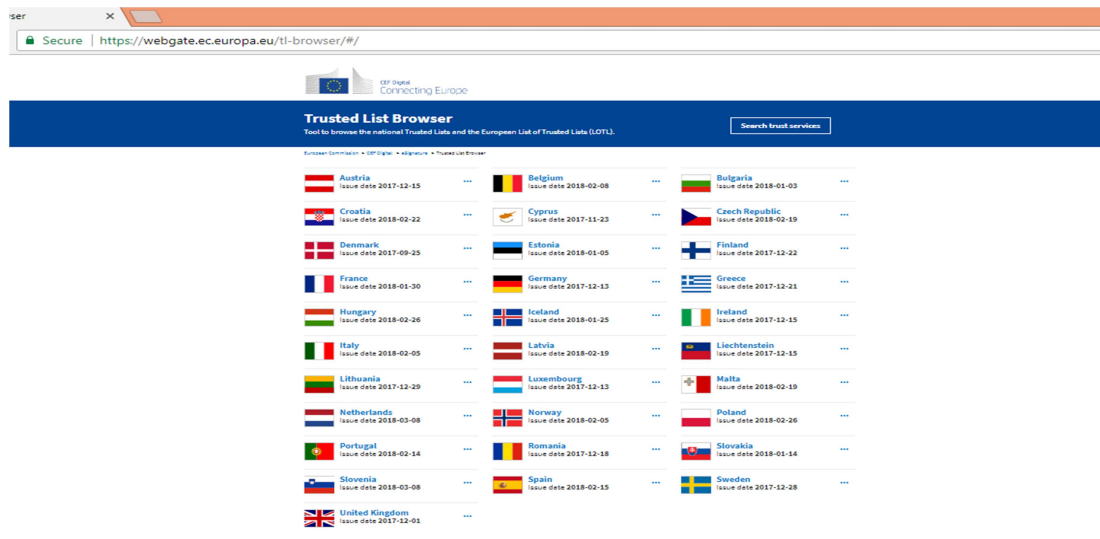 ser
Secure | https://webgate.ec.europa.eu/tl-browser/#/
CEF Digital
Connecting Europe
Trusted List Browser
Tool to browse the national Trusted Lists and the European List of Trusted Lists (LOTL).
Search trust services
European Commission • CEF Digital • eSignature • Trusted List Browser
Austria
Issue date 2017-12-15
Belgium
Issue date 2018-02-08
Bulgaria
Issue date 2018-01-03
Croatia
Issue date 2018-02-22
Cyprus
Issue date 2017-11-23
Czech Republic
Issue date 2018-02-19
Denmark
Issue date 2017-09-25
Estonia
Issue date 2018-01-05
Finland
Issue date 2017-12-22
France
Issue date 2018-01-30
Germany
Issue date 2017-12-13
Greece
Issue date 2017-12-21
Hungary
Issue date 2018-02-26
Iceland
Issue date 2018-01-25
Ireland
Issue date 2017-12-15
Italy
Issue date 2018-02-05
Latvia
Issue date 2018-02-19
Liechtenstein
Issue date 2017-12-15
Lithuania
Issue date 2017-12-29
Luxembourg
Issue date 2017-12-13
Malta
Issue date 2018-02-19
Netherlands
Issue date 2018-03-08
Norway
Issue date 2018-02-05
Poland
Issue date 2018-02-26
Portugal
Issue date 2018-02-14
Romania
Issue date 2017-12-18
Slovakia
Issue date 2018-01-14
Slovenia
Issue date 2018-03-08
Spain
Issue date 2018-02-15
Sweden
Issue date 2017-12-28
United Kingdom
Issue date 2017-12-01